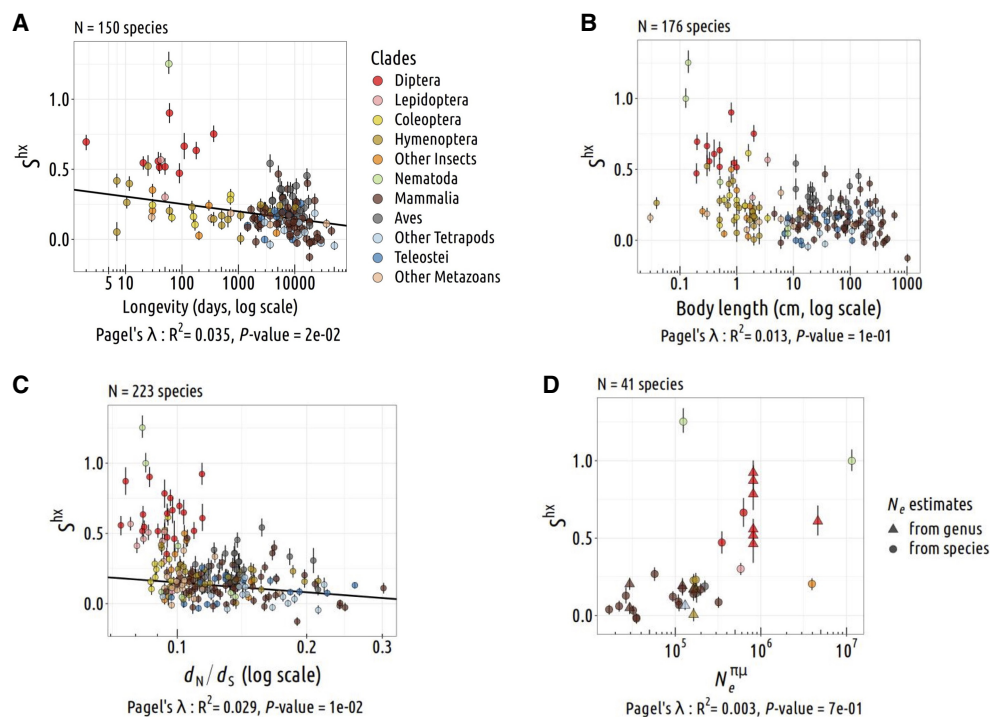 A
N = 150 species
S^hx
1.0
0.5
0.0
5 10 100 1000 10000
Longevity (days, log scale)
Pagel's λ : R²= 0.035, P-value = 2e-02
Clades
Diptera
Lepidoptera
Coleoptera
Hymenoptera
Other Insects
Nematoda
Mammalia
Aves
Other Tetrapods
Teleostei
Other Metazoans
B
N = 176 species
S^hx
1.0
0.5
0.0
0.1 1 10 100 1000
Body length (cm, log scale)
Pagel's λ : R²= 0.013, P-value = 1e-01
C
N = 223 species
S^hx
1.0
0.5
0.0
0.1 0.2 0.3
d_N/d_S (log scale)
Pagel's λ : R²= 0.029, P-value = 1e-02
D
N = 41 species
S^hx
1.0
0.5
0.0
10⁵ 10⁶ 10⁷
N_e^πμ
Pagel's λ : R²= 0.003, P-value = 7e-01
N_e estimates
from genus
from species